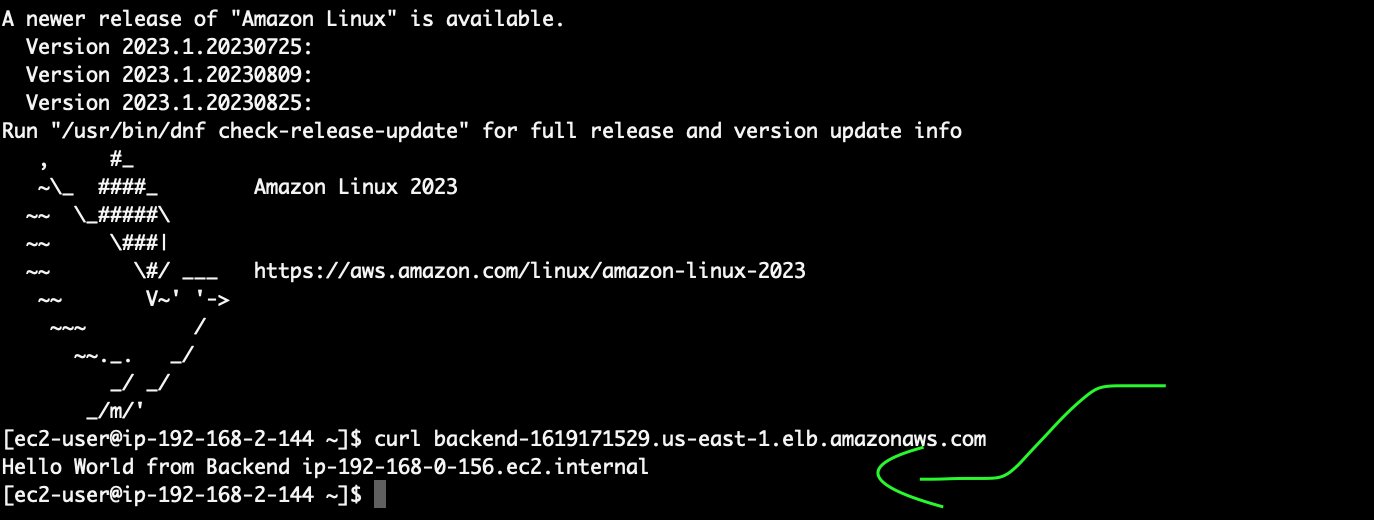 A newer release of "Amazon Linux" is available.
  Version 2023.1.20230725:
  Version 2023.1.20230809:
  Version 2023.1.20230825:
Run "/usr/bin/dnf check-release-update" for full release and version update info
   ,     #_
   ~\_  ####_        Amazon Linux 2023
  ~~  \_#####\
  ~~     \###|
  ~~       \#/ ___   https://aws.amazon.com/linux/amazon-linux-2023
   ~~       V~' '->
    ~~~         /
      ~~._.   _/
         _/ _/
       _/m/'
[ec2-user@ip-192-168-2-144 ~]$ curl backend-1619171529.us-east-1.elb.amazonaws.com
Hello World from Backend ip-192-168-0-156.ec2.internal
[ec2-user@ip-192-168-2-144 ~]$